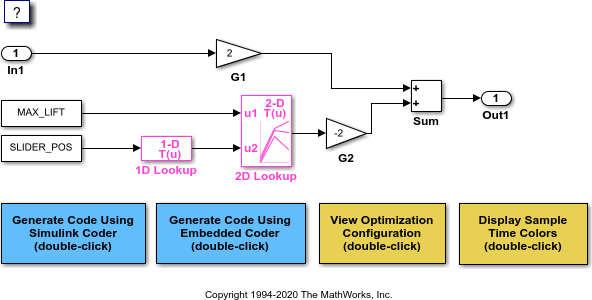 ?
1
In1
2
G1
MAX_LIFT
SLIDER_POS
1-D
T(u)
1D Lookup
2-D
T(u)
u1
u2
2D Lookup
-2
G2
+
+
Sum
1
Out1
Generate Code Using
Simulink Coder
(double-click)
Generate Code Using
Embedded Coder
(double-click)
View Optimization
Configuration
(double-click)
Display Sample
Time Colors
(double-click)
Copyright 1994-2020 The MathWorks, Inc.